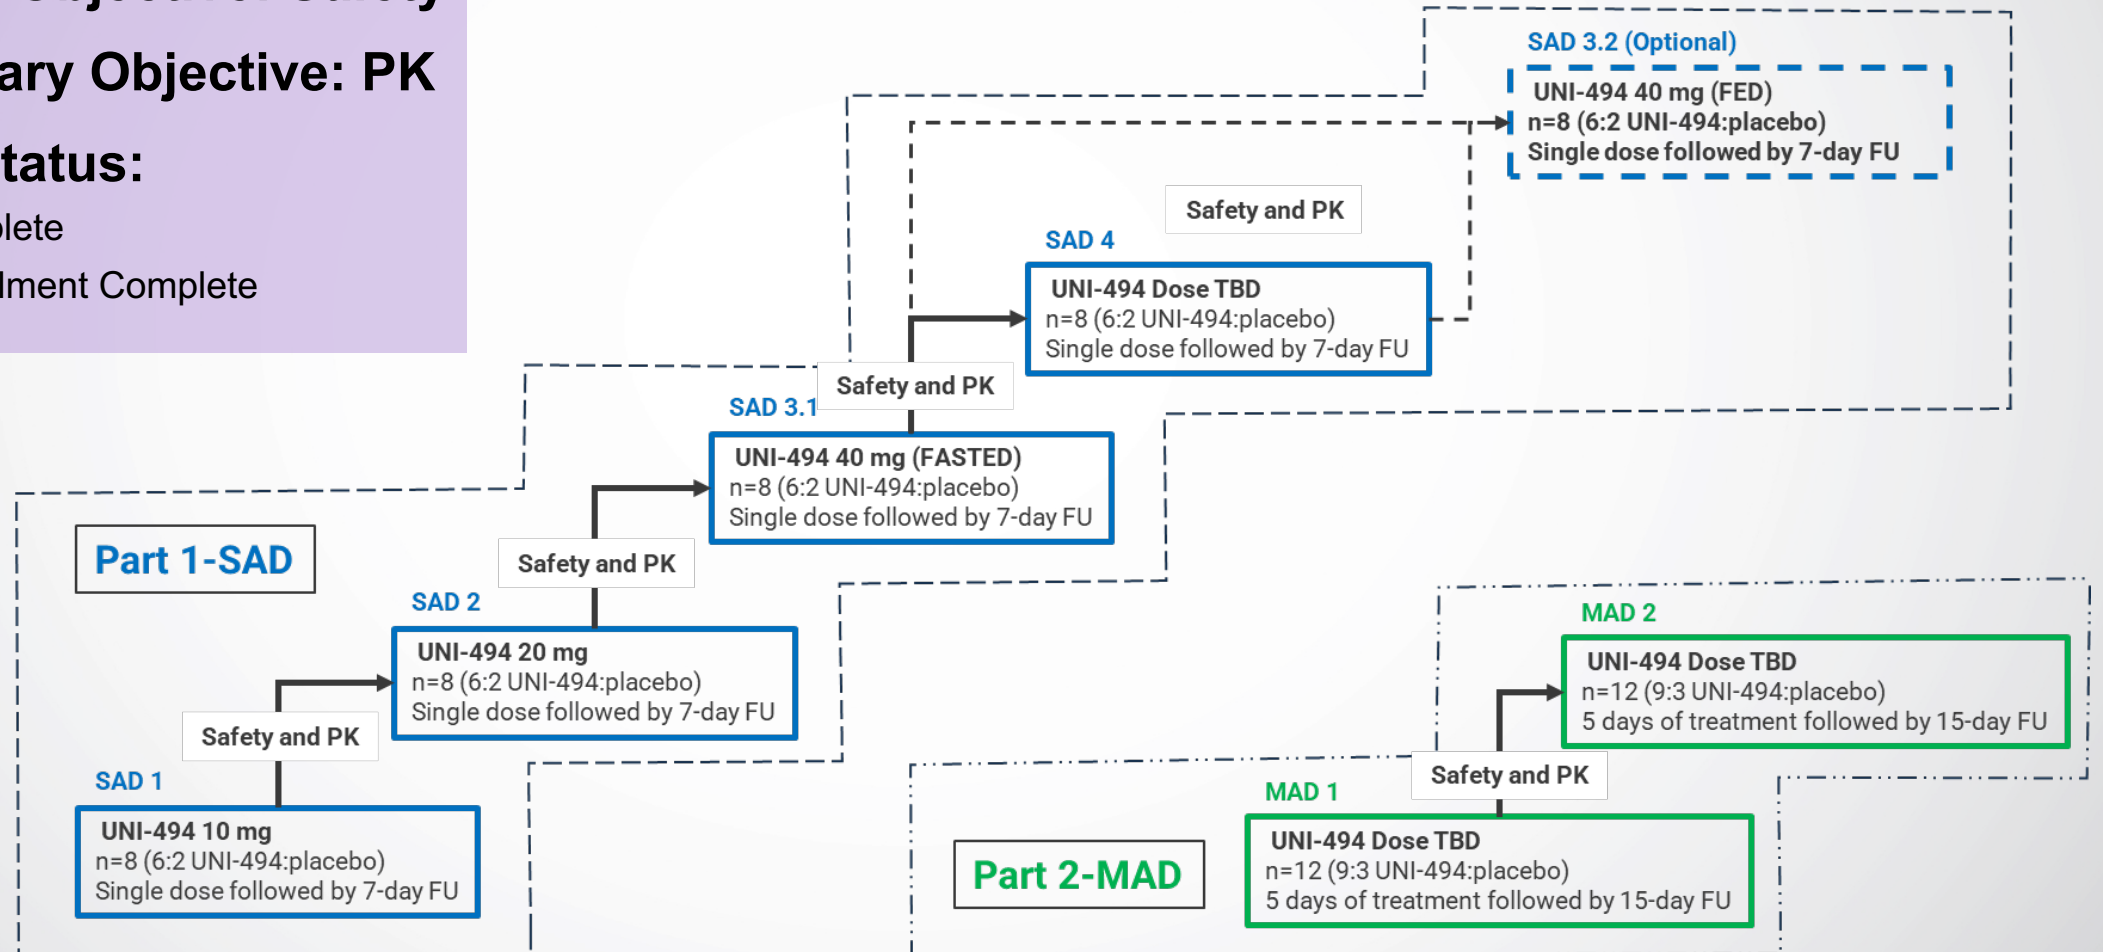 ary Objective: PK
tatus:
plete
lment Complete
SAD 3.2 (Optional)
UNI-494 40 mg (FED)
n=8 (6:2 UNI-494:placebo)
Single dose followed by 7-day FU
Safety and PK
SAD 4
UNI-494 Dose TBD
n=8 (6:2 UNI-494:placebo)
Single dose followed by 7-day FU
Safety and PK
SAD 3.1
UNI-494 40 mg (FASTED)
n=8 (6:2 UNI-494:placebo)
Single dose followed by 7-day FU
Part 1-SAD
Safety and PK
SAD 2
UNI-494 20 mg
n=8 (6:2 UNI-494:placebo)
Single dose followed by 7-day FU
Safety and PK
SAD 1
UNI-494 10 mg
n=8 (6:2 UNI-494:placebo)
Single dose followed by 7-day FU
MAD 2
UNI-494 Dose TBD
n=12 (9:3 UNI-494:placebo)
5 days of treatment followed by 15-day FU
Safety and PK
MAD 1
Part 2-MAD
UNI-494 Dose TBD
n=12 (9:3 UNI-494:placebo)
5 days of treatment followed by 15-day FU